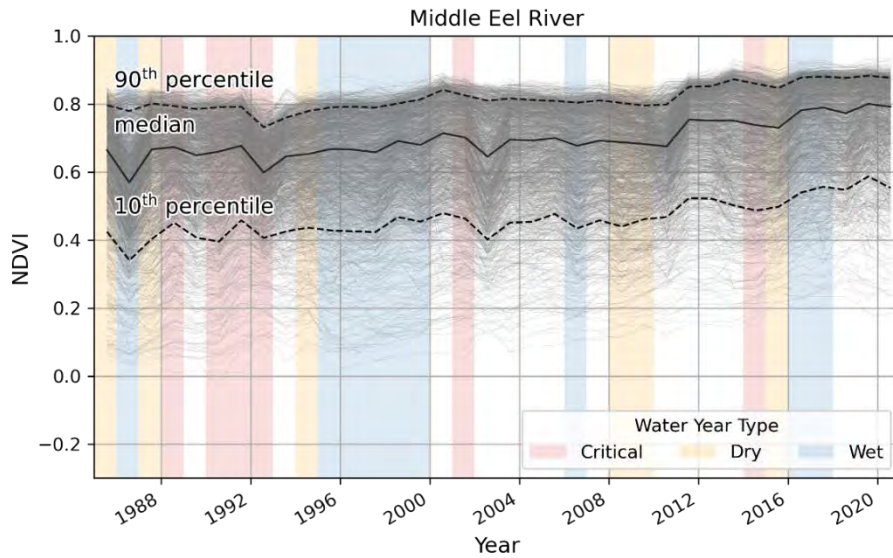 Middle Eel River
1.0
0.8
0.6
0.4
0.2
0.0
−0.2
NDVI
90th percentile
median
10th percentile
Water Year Type
Critical Dry Wet
1988 1992 1996 2000 2004 2008 2012 2016 2020
Year